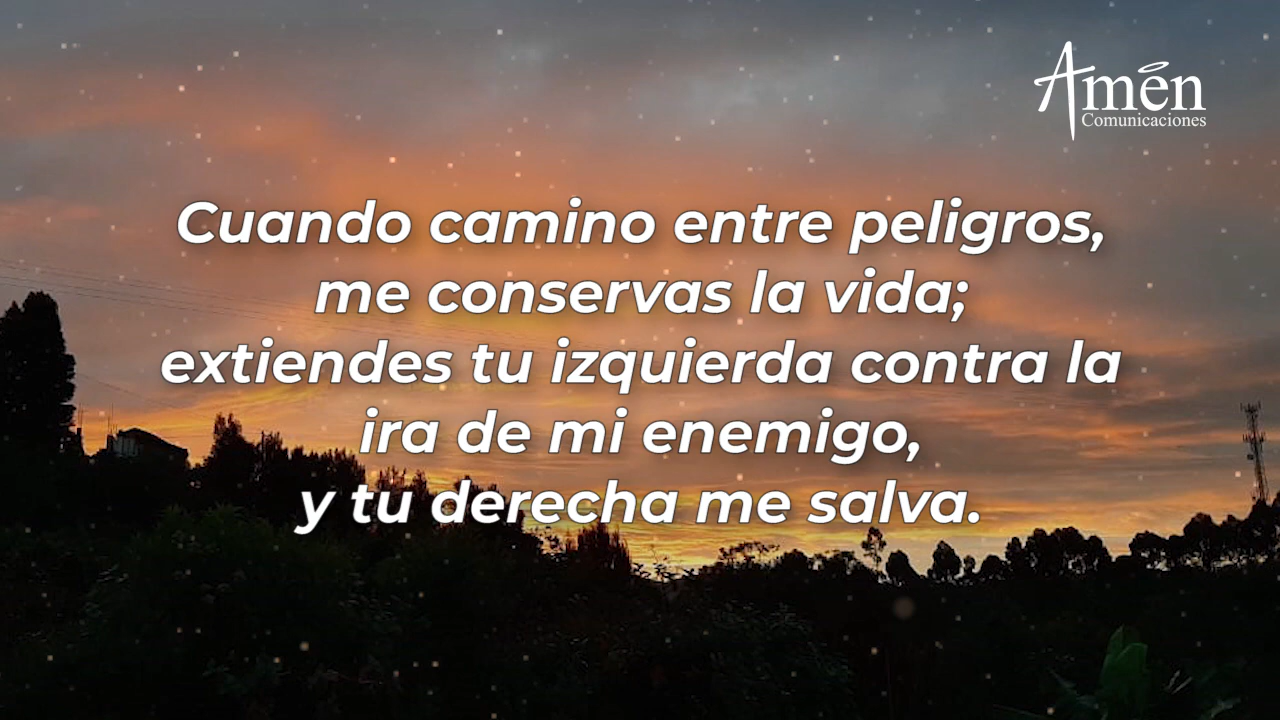 Amén
Comunicaciones
Cuando camino entre peligros,
me conservas la vida;
extiendes tu izquierda contra la
ira de mi enemigo,
y tu derecha me salva.